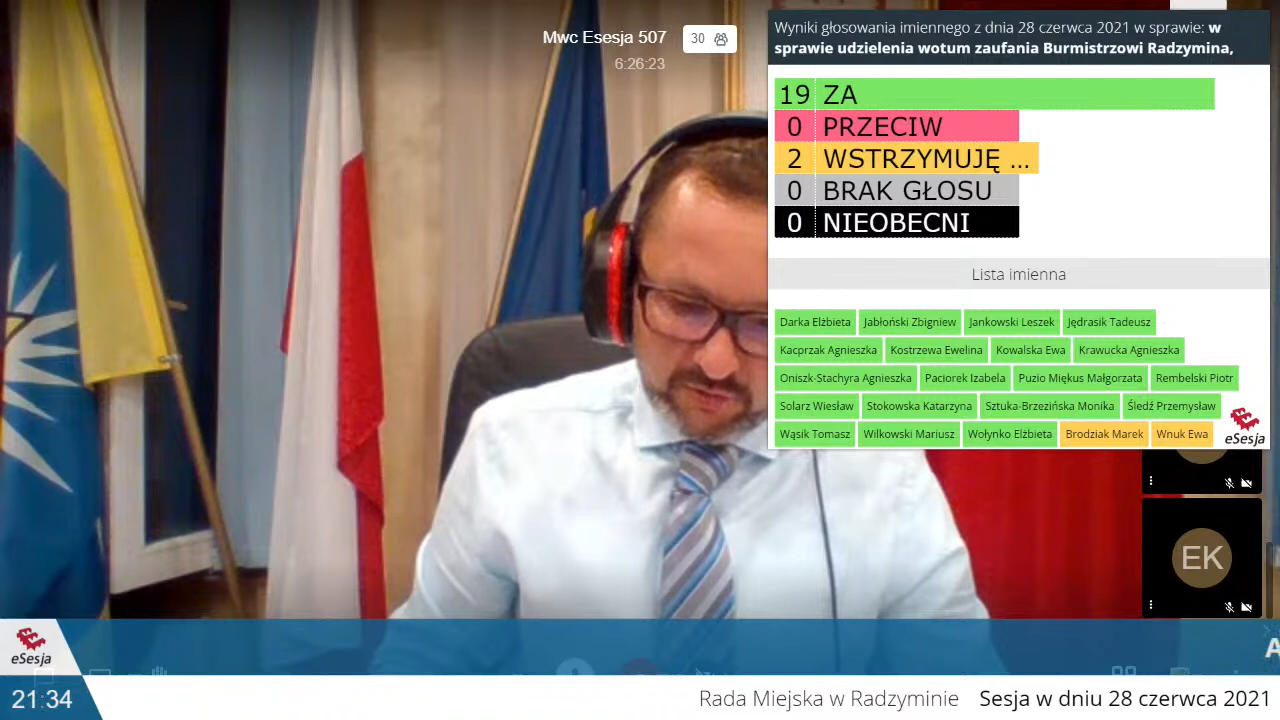 Mwc Esesja 507
30
6:26:23
Wyniki głosowania imiennego z dnia 28 czerwca 2021 w sprawie: w
sprawie udzielenia wotum zaufania Burmistrzowi Radzymina,
19 ZA
0 PRZECIW
2 WSTRZYMUJĘ ...
0 BRAK GŁOSU
0 NIEOBECNI
Lista imienna
Darka Elżbieta Jabłoński Zbigniew Jankowski Leszek Jędrasik Tadeusz
Kacprzak Agnieszka Kostrzewa Ewelina Kowalska Ewa Krawucka Agnieszka
Oniszk-Stachyra Agnieszka Paciorek Izabela Puzio Miękus Małgorzata Rembelski Piotr
Solarz Wiesław Stokowska Katarzyna Sztuka-Brzezińska Monika Śledź Przemysław
Wąsik Tomasz Wilkowski Mariusz Wołynko Elżbieta Brodziak Marek Wnuk Ewa
eSesja
EK
eSesja
A
21:34
Rada Miejska w Radzyminie Sesja w dniu 28 czerwca 2021